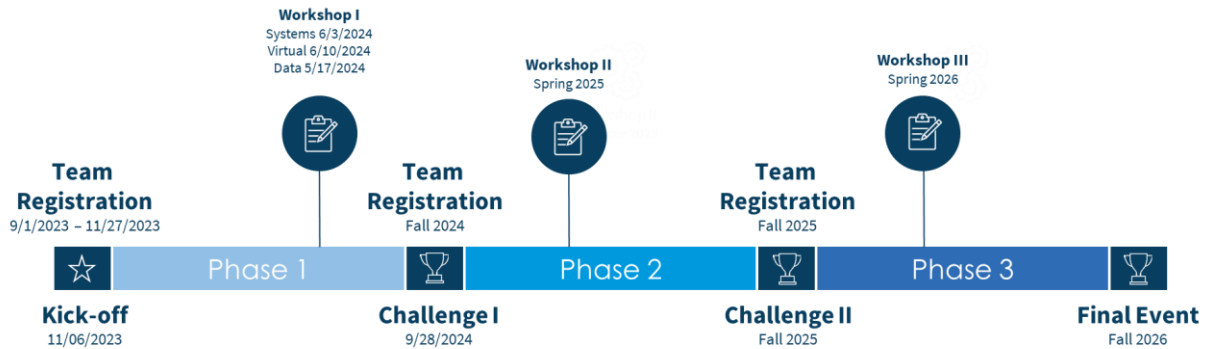 Workshop I
Systems 6/3/2024
Virtual 6/10/2024
Data 5/17/2024
Workshop II
Spring 2025
Workshop III
Spring 2026
Team
Registration
9/1/2023 – 11/27/2023
Team
Registration
Fall 2024
Team
Registration
Fall 2025
Phase 1
Phase 2
Phase 3
Kick-off
11/06/2023
Challenge I
9/28/2024
Challenge II
Fall 2025
Final Event
Fall 2026